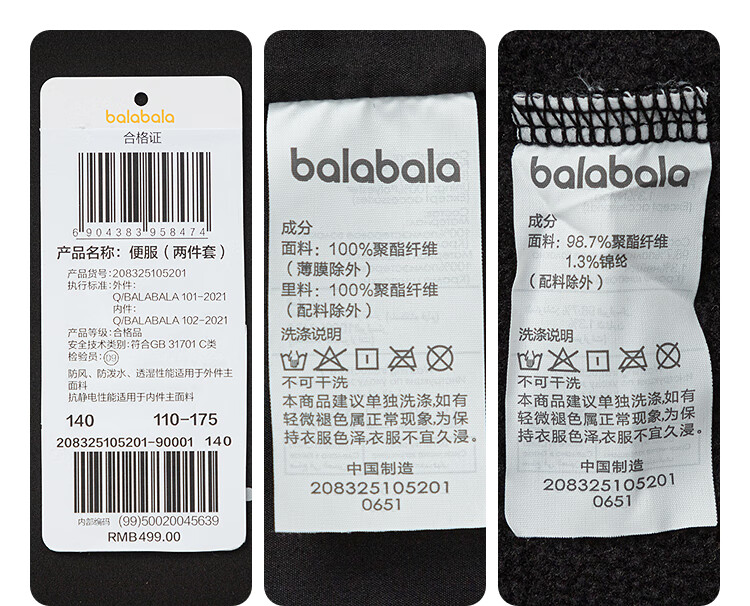 balabala
合格证
6 904383 958474
产品名称：便服（两件套）
产品货号：208325105201
执行标准：外件：
Q/BALABALA 101-2021
内件：
Q/BALABALA 102-2021
产品等级：合格品
安全技术类别：符合GB 31701 C类
检验员：09
防风、防泼水、透湿性能适用于外件主
面料
抗静电性能适用于内件主面料
140 110-175
208325105201-90001 140
内部编码 (99)50020045639
RMB499.00
balabala
成分
面料：100%聚酯纤维
（薄膜除外）
里料：100%聚酯纤维
（配料除外）
洗涤说明
不可干洗
本商品建议单独洗涤，如有
轻微褪色属正常现象，为保
持衣服色泽，衣服不宜久浸。
中国制造
208325105201
0651
balabala
成分
面料：98.7%聚酯纤维
1.3%锦纶
（配料除外）
洗涤说明
不可干洗
本商品建议单独洗涤，如有
轻微褪色属正常现象，为保
持衣服色泽，衣服不宜久浸。
中国制造
208325105201
0651